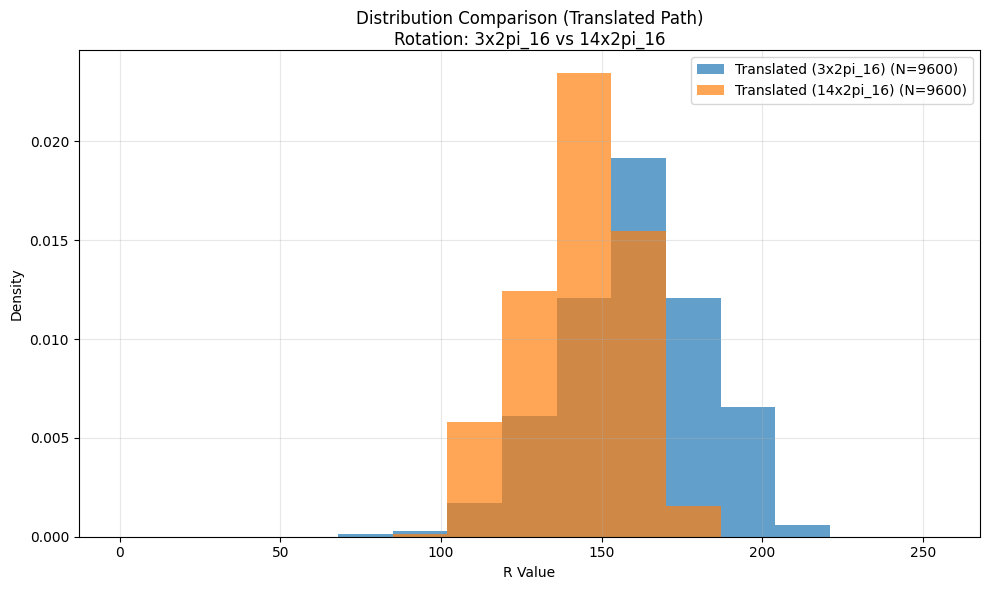 Distribution Comparison (Translated Path)
Rotation: 3x2pi_16 vs 14x2pi_16
Translated (3x2pi_16) (N=9600)
Translated (14x2pi_16) (N=9600)
Density
0.020
0.015
0.010
0.005
0.000
0 50 100 150 200 250
R Value